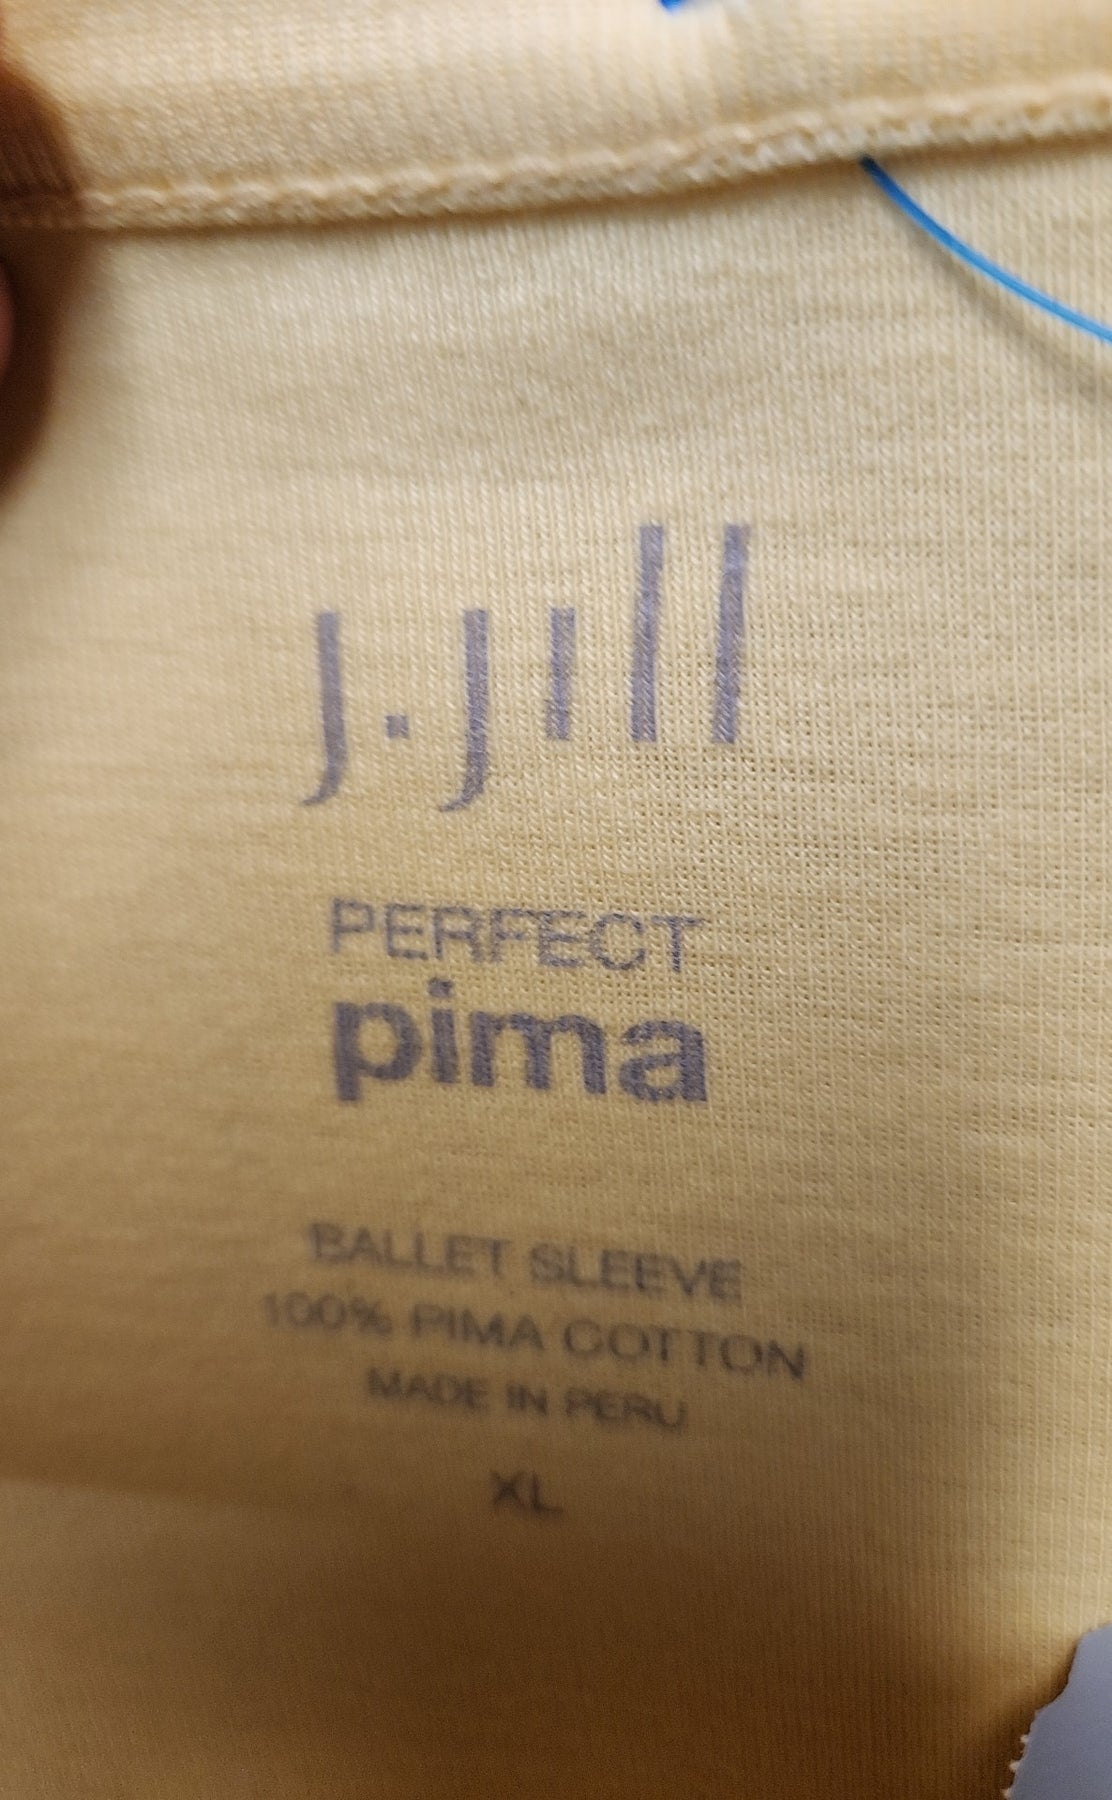 J.Jill
PERFECT
pima
BALLET SLEEVE
100% PIMA COTTON
MADE IN PERU
XL